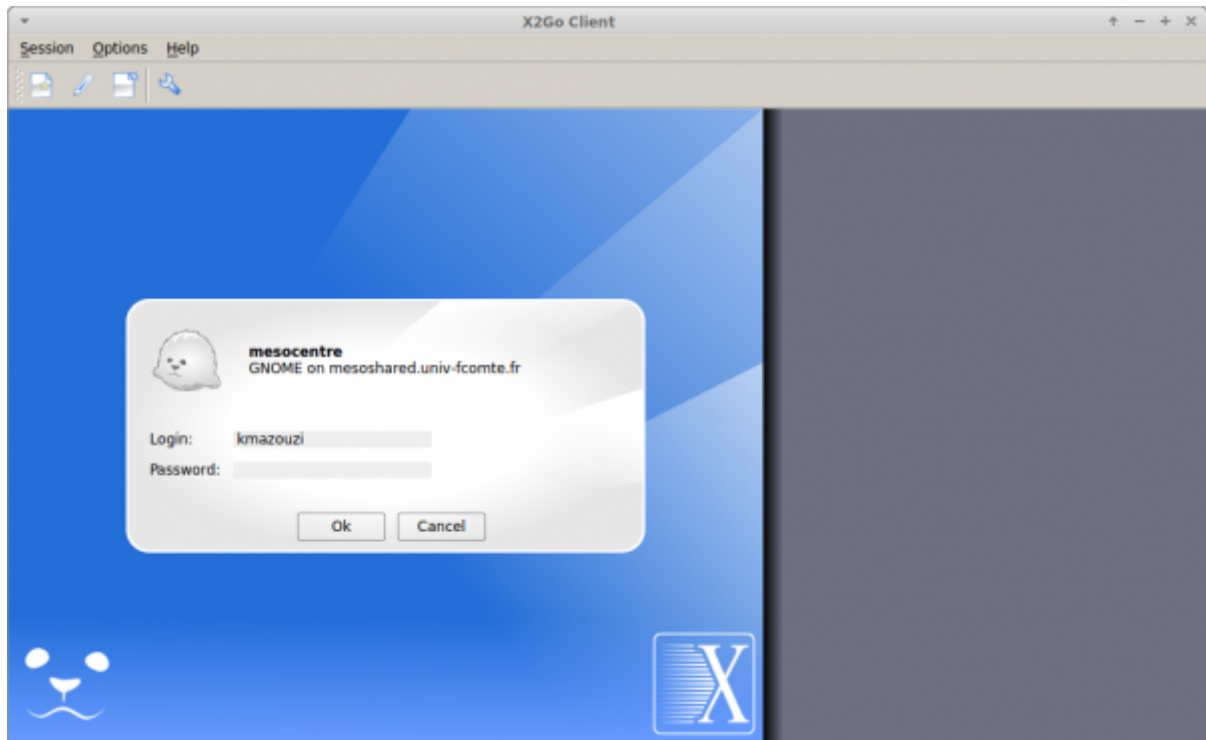 X2Go Client
Session Options Help
mesocentre
GNOME on mesoshared.univ-fcomte.fr
Login: kmazouzi
Password:
Ok Cancel
X